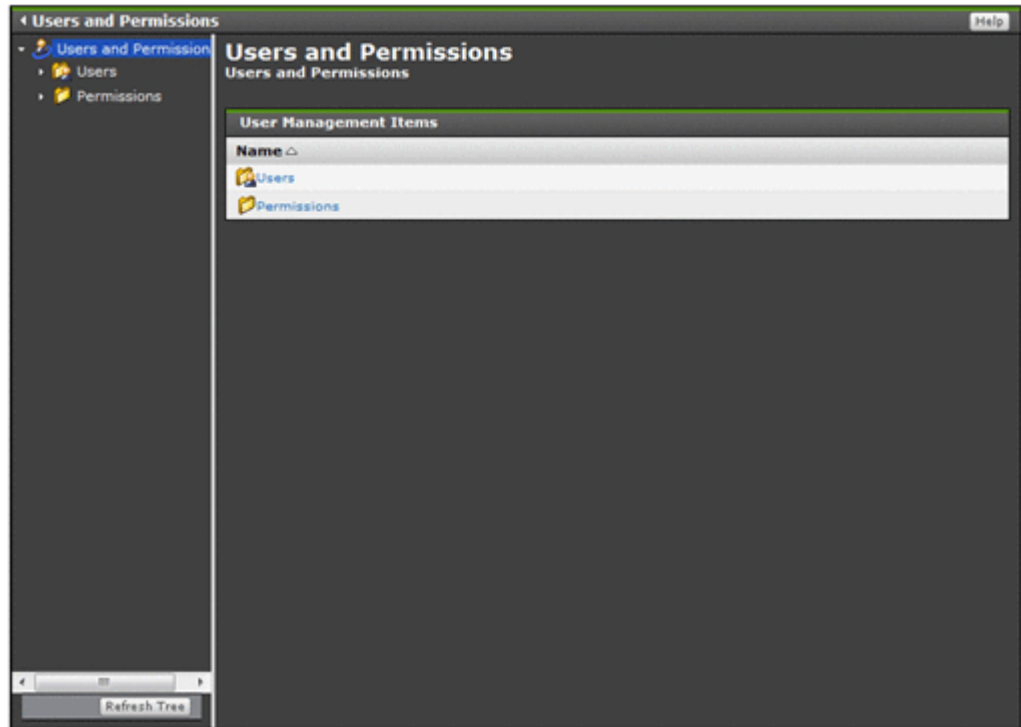 Users and Permissions
Help
Users and Permission
Users
Permissions
Users and Permissions
Users and Permissions
User Management Items
Name
Users
Permissions
Refresh Tree